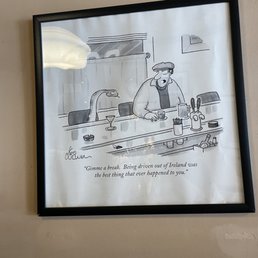 "Gimme a break. Being driven out of Ireland was
the best thing that ever happened to you."